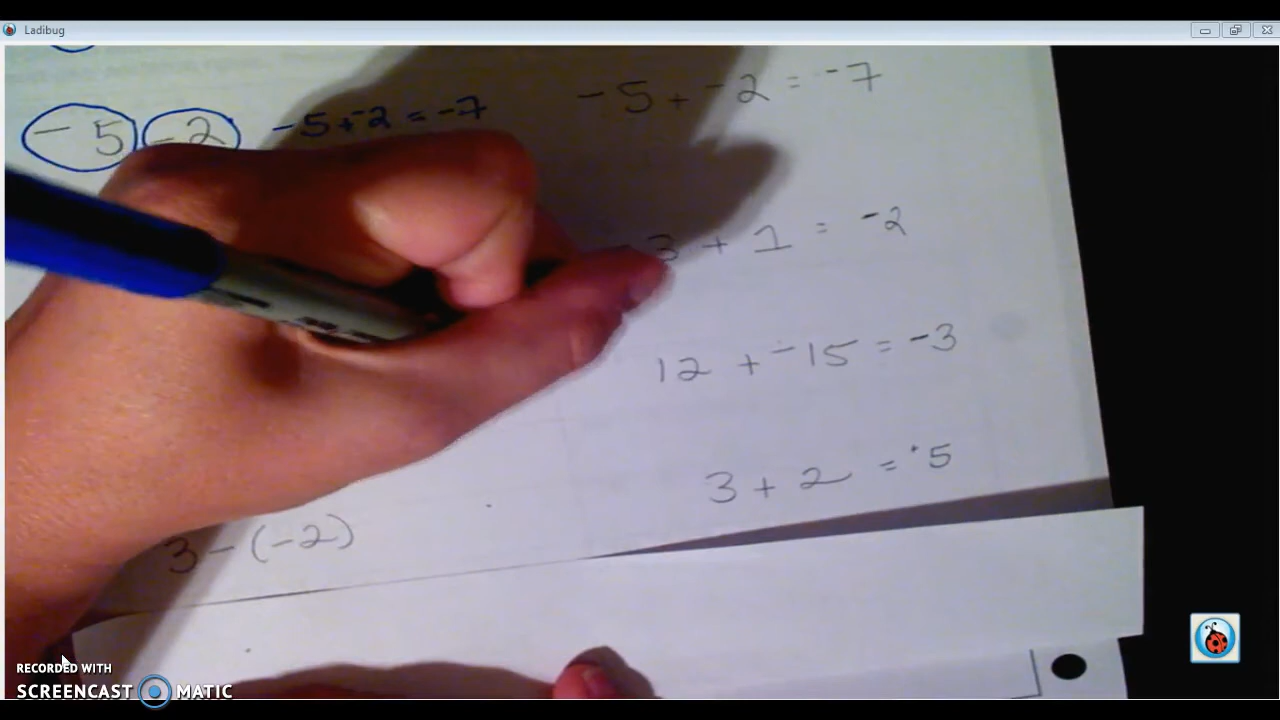 Ladibug
-5 -2 -5+-2=-7 -5+-2=-7
3 + 1 = -2
12 + -15 = -3
3 + 2 = +5
3-(-2)
RECORDED WITH
SCREENCAST MATIC